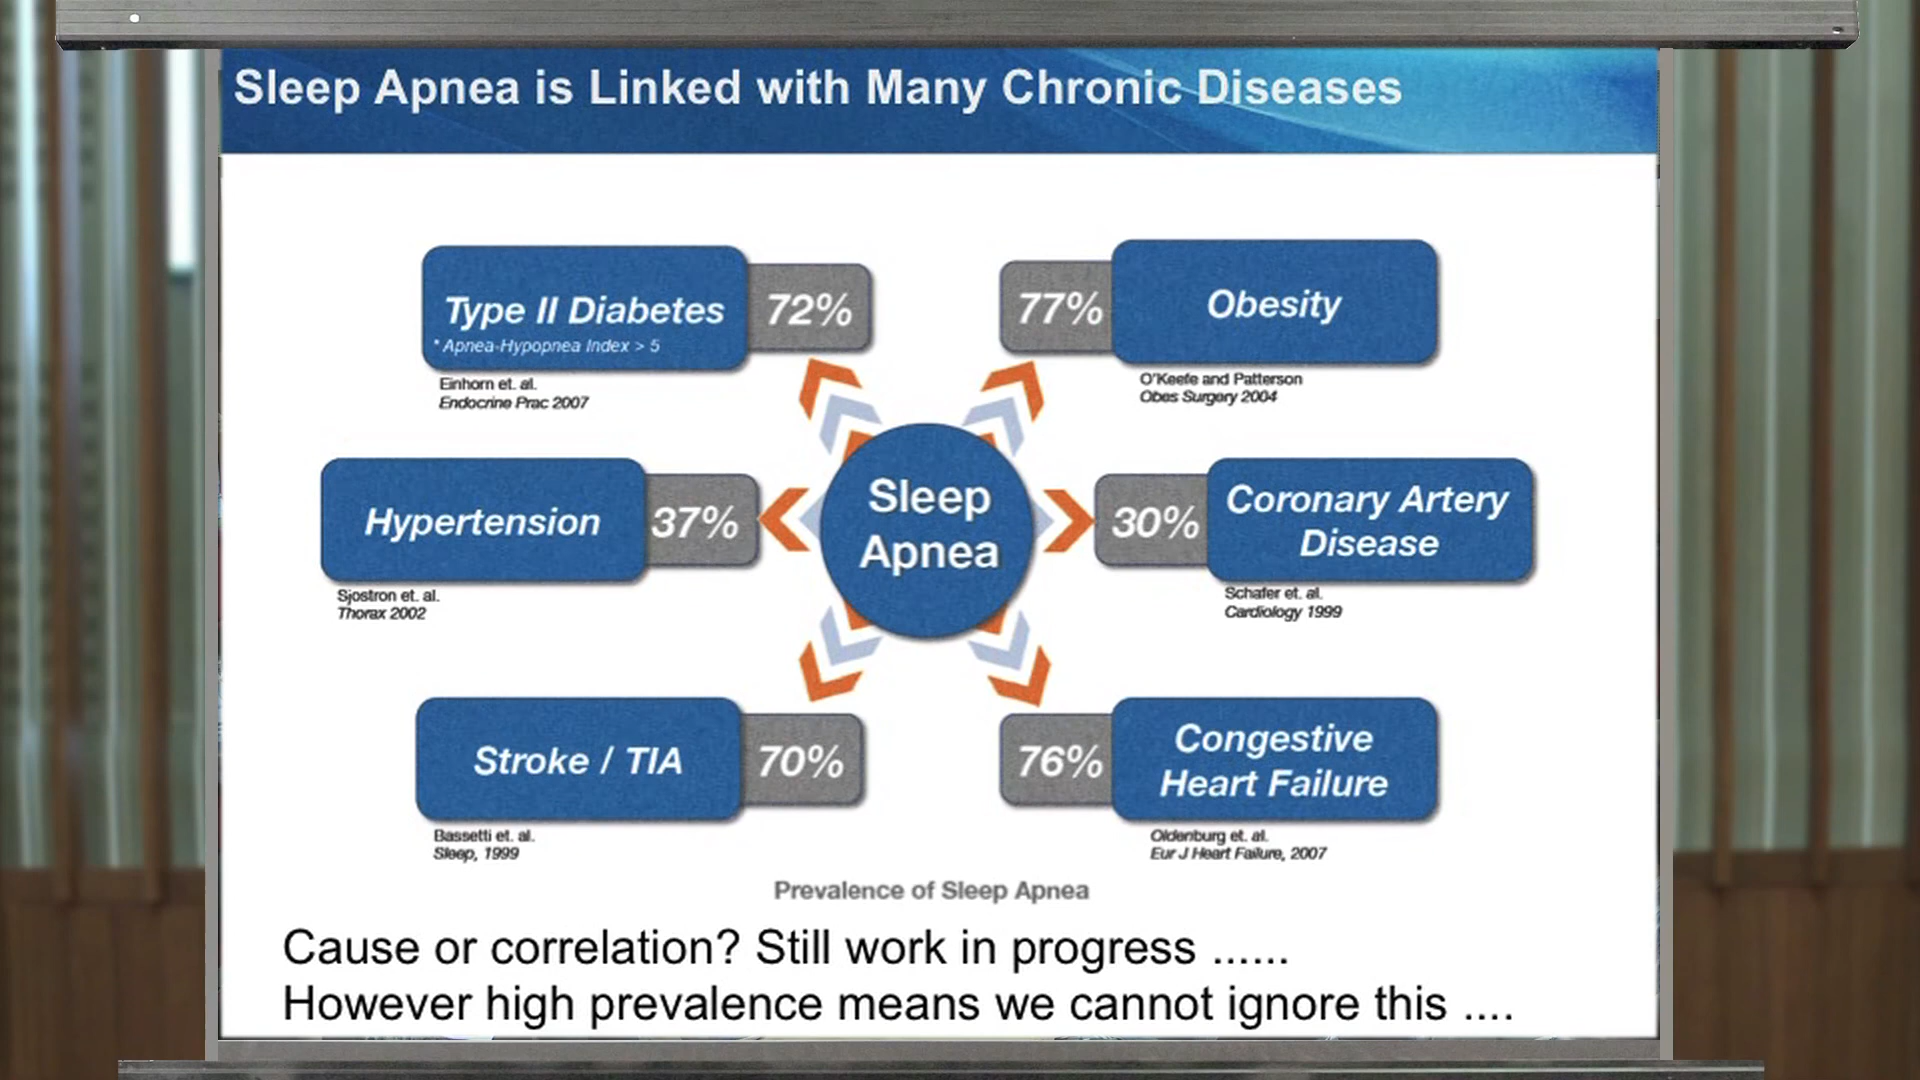 Sleep Apnea is Linked with Many Chronic Diseases
Type II Diabetes
* Apnea-Hypopnea Index > 5
72%
Einhorn et. al.
Endocrine Prac 2007
77%
Obesity
O'Keefe and Patterson
Obes Surgery 2004
Hypertension
37%
Sjostron et. al.
Thorax 2002
Sleep
Apnea
30%
Coronary Artery
Disease
Schafer et. al.
Cardiology 1999
Stroke / TIA
70%
Bassetti et. al.
Sleep, 1999
76%
Congestive
Heart Failure
Oldenburg et. al.
Eur J Heart Failure, 2007
Prevalence of Sleep Apnea
Cause or correlation? Still work in progress ......
However high prevalence means we cannot ignore this ....